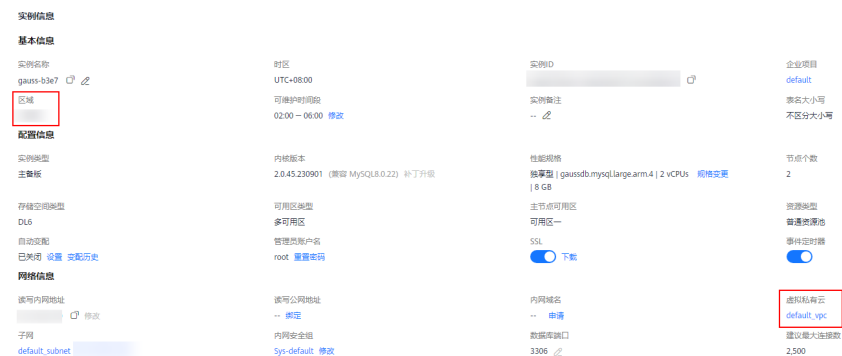 实例信息
基本信息
实例名称 时区 实例ID 企业项目
gauss-b3e7 UTC+08:00 default
区域 可维护时间段 实例备注 表名大小写
02:00 — 06:00 修改 -- 不区分大小写
配置信息
实例类型 内核版本 性能规格 节点个数
主备版 2.0.45.230901 (兼容 MySQL8.0.22) 补丁升级 独享型 | gaussdb.mysql.large.arm.4 | 2 vCPUs 规格变更 2
| 8 GB
存储空间类型 可用区类型 主节点可用区 资源类型
DL6 多可用区 可用区一 普通资源池
自动变配 管理员账户名 SSL 事件定时器
已关闭 设置 变配历史 root 重置密码 下载
网络信息
读写内网地址 读写公网地址 内网域名 虚拟私有云
修改 -- 绑定 -- 申请 default_vpc
子网 内网安全组 数据库端口 建议最大连接数
default_subnet Sys-default 修改 3306 2,500